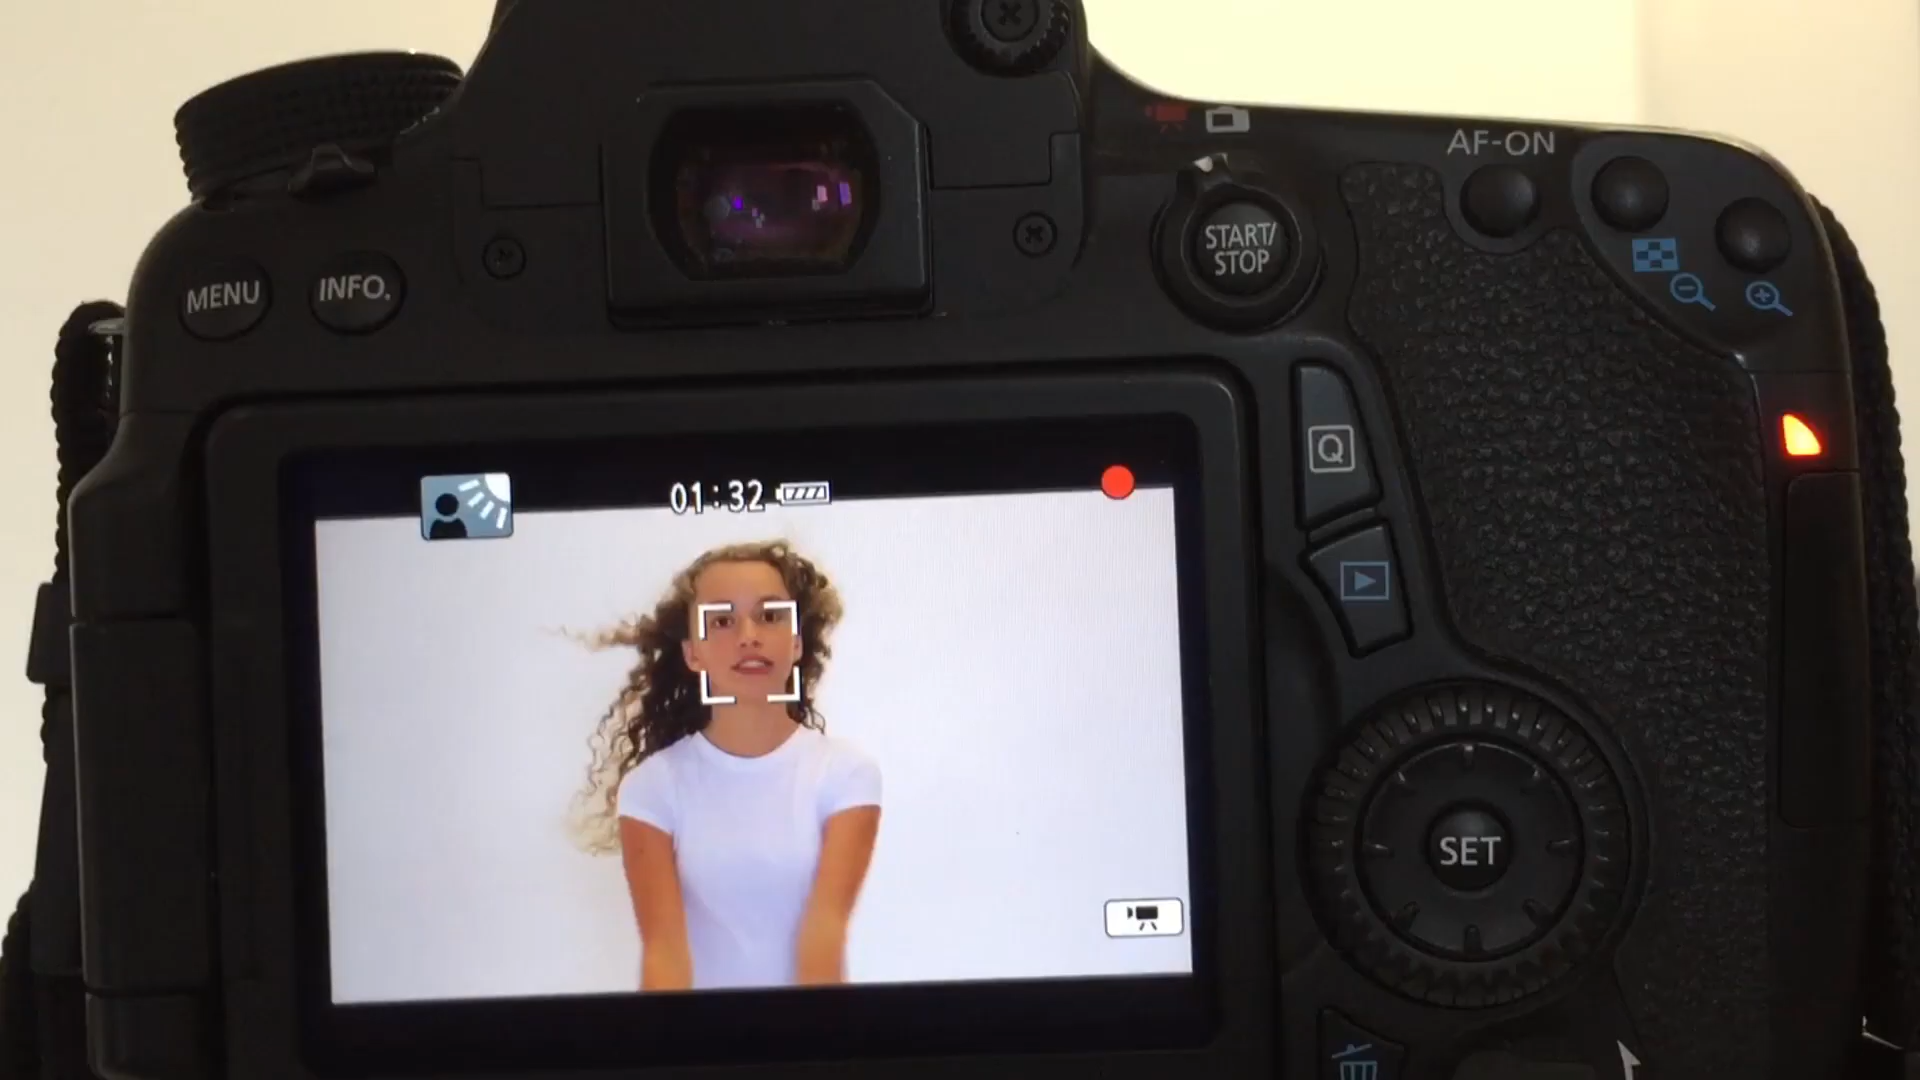 AF-ON
START/
STOP
MENU
INFO.
Q
01:32
SET